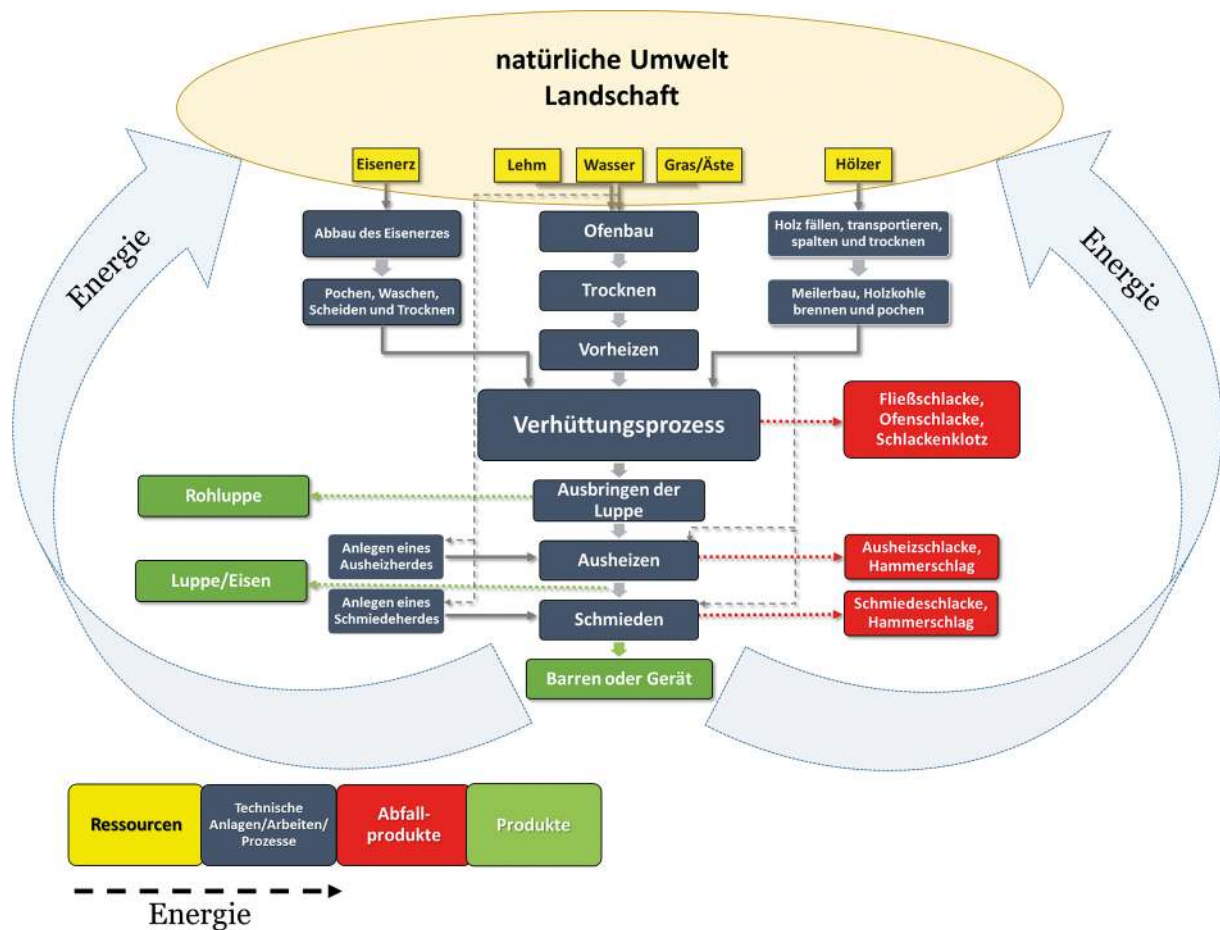 natürliche Umwelt
Landschaft
Eisenerz
Lehm
Wasser
Gras/Äste
Hölzer
Energie
Energie
Abbau des Eisenerzes
Ofenbau
Holz fällen, transportieren,
spalten und trocknen
Pochen, Waschen,
Scheiden und Trocknen
Trocknen
Meilerbau, Holzkohle
brennen und pochen
Vorheizen
Verhüttungsprozess
Fließschlacke,
Ofenschlacke,
Schlackenklotz
Rohluppe
Ausbringen der
Luppe
Anlegen eines
Ausheizherdes
Ausheizen
Ausheizschlacke,
Hammerschlag
Luppe/Eisen
Anlegen eines
Schmiedeherdes
Schmieden
Schmiedeschlacke,
Hammerschlag
Barren oder Gerät
Ressourcen
Technische
Anlagen/Arbeiten/
Prozesse
Abfall-
produkte
Produkte
Energie